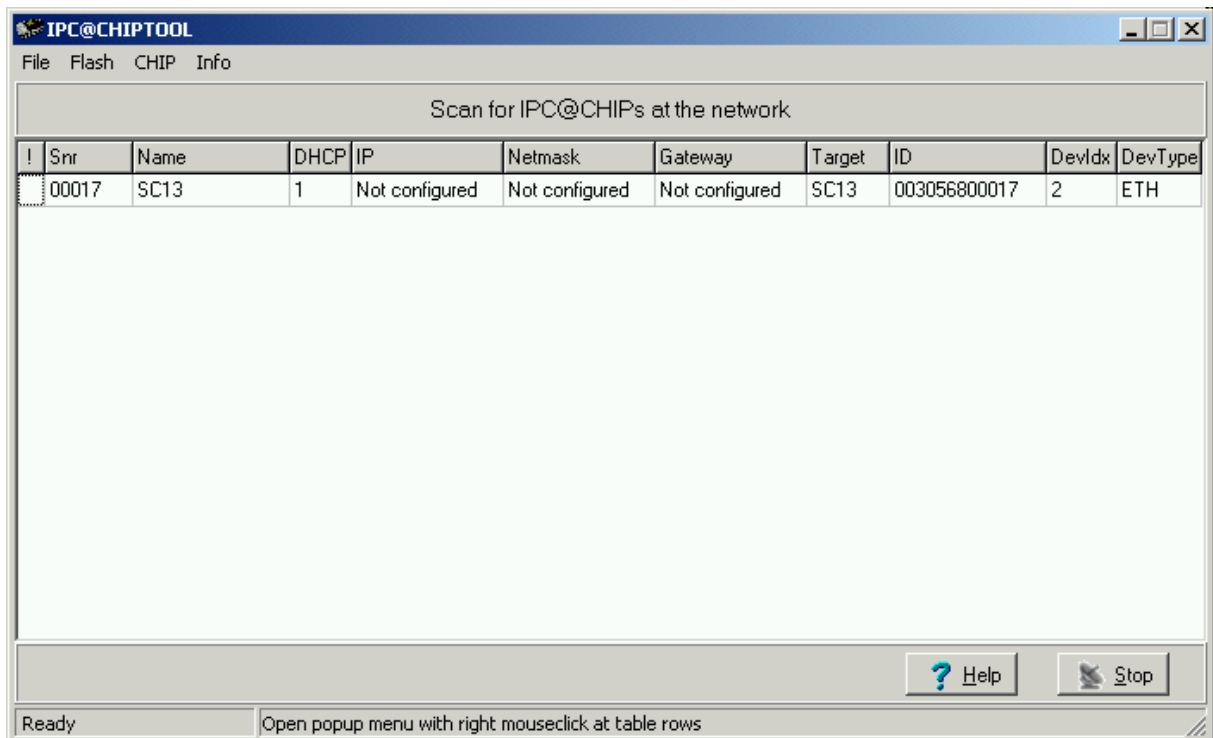 IPC@CHIPTOOL
File Flash CHIP Info
Scan for IPC@CHIPs at the network
! Snr Name DHCP IP Netmask Gateway Target ID DevIdx DevType
00017 SC13 1 Not configured Not configured Not configured SC13 003056800017 2 ETH
? Help Stop
Ready Open popup menu with right mouseclick at table rows